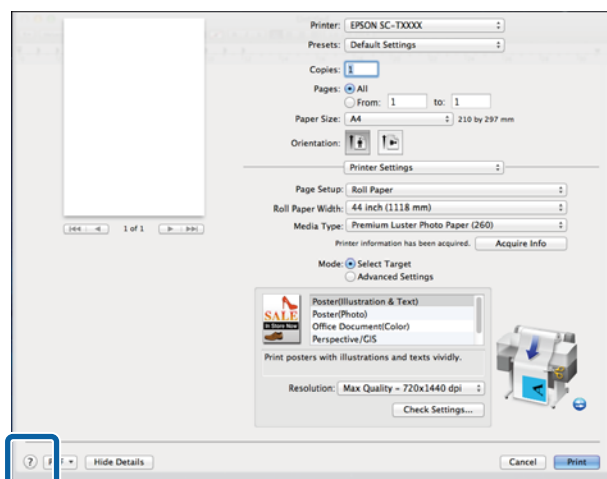 Printer: EPSON SC-TXXXX
Presets: Default Settings
Copies: 1
Pages: All
From: 1 to: 1
Paper Size: A4 210 by 297 mm
Orientation:
Printer Settings
Page Setup: Roll Paper
Roll Paper Width: 44 inch (1118 mm)
Media Type: Premium Luster Photo Paper (260)
1 of 1
Printer information has been acquired. Acquire Info
Mode: Select Target
Advanced Settings
SALE
In Store Now
Poster(Illustration & Text)
Poster(Photo)
Office Document(Color)
Perspective/GIS
Print posters with illustrations and texts vividly.
Resolution: Max Quality - 720x1440 dpi
Check Settings...
? PDF Hide Details Cancel Print